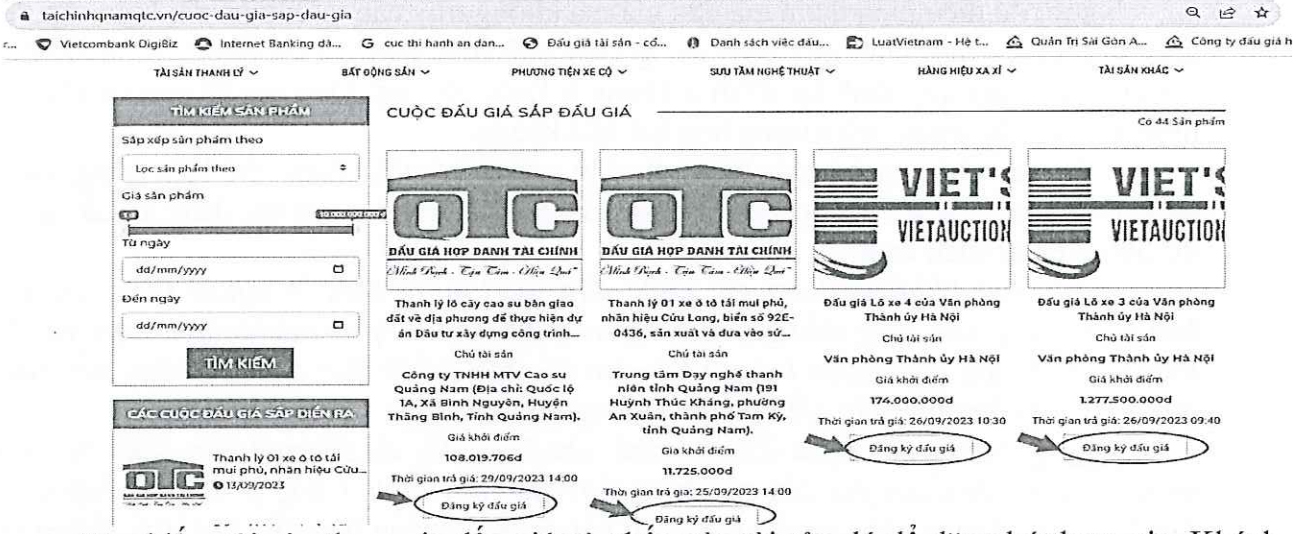 taichinhqnamqtc.vn/cuoc-dau-gia-sap-dau-gia
Vietcombank DigiBiz Internet Banking dà... cuc thi hanh an dan... Đấu giá tài sản - cổ... Danh sách việc đấu... LuatVietnam - Hệ t... Quản Trị Sài Gòn A... Công ty đấu giá h
TÀI SẢN THANH LÝ BẤT ĐỘNG SẢN PHƯƠNG TIỆN XE CỘ SƯU TẦM NGHỆ THUẬT HÀNG HIỆU XA XỈ TÀI SẢN KHÁC
TÌM KIẾM SẢN PHẨM
Sắp xếp sản phẩm theo
Lọc sản phẩm theo
Giá sản phẩm
Từ ngày
dd/mm/yyyy
Đến ngày
dd/mm/yyyy
TÌM KIẾM
CÁC CUỘC ĐẤU GIÁ SẮP DIỄN RA
Thanh lý 01 xe ô tô tải
mui phủ, nhãn hiệu Cửu...
13/09/2023
CUỘC ĐẤU GIÁ SẮP ĐẤU GIÁ
Có 44 Sản phẩm
QTC
ĐẤU GIÁ HỢP DANH TÀI CHÍNH
Thanh lý lô cây cao su bàn giao
đất về địa phương để thực hiện dự
án Đầu tư xây dựng công trình...
Chủ tài sản
Công ty TNHH MTV Cao su
Quảng Nam (Địa chỉ: Quốc lộ
1A, Xã Bình Nguyên, Huyện
Thăng Bình, Tỉnh Quảng Nam).
Giá khởi điểm
108.019.706đ
Thời gian trả giá: 29/09/2023 14:00
Đăng ký đấu giá
QTC
ĐẤU GIÁ HỢP DANH TÀI CHÍNH
Thanh lý 01 xe ô tô tải mui phủ,
nhãn hiệu Cửu Long, biển số 92E-
0436, sản xuất và đưa vào sử...
Chủ tài sản
Trung tâm Dạy nghề thanh
niên tỉnh Quảng Nam (191
Huỳnh Thúc Kháng, phường
An Xuân, thành phố Tam Kỳ,
tỉnh Quảng Nam).
Giá khởi điểm
11.725.000đ
Thời gian trả giá: 25/09/2023 14:00
Đăng ký đấu giá
VIET'S
VIETAUCTION
Đấu giá Lô xe 4 của Văn phòng
Thành ủy Hà Nội
Chủ tài sản
Văn phòng Thành ủy Hà Nội
Giá khởi điểm
174.000.000đ
Thời gian trả giá: 26/09/2023 10:30
Đăng ký đấu giá
VIET'S
VIETAUCTION
Đấu giá Lô xe 3 của Văn phòng
Thành ủy Hà Nội
Chủ tài sản
Văn phòng Thành ủy Hà Nội
Giá khởi điểm
1.277.500.000đ
Thời gian trả giá: 26/09/2023 09:40
Đăng ký đấu giá